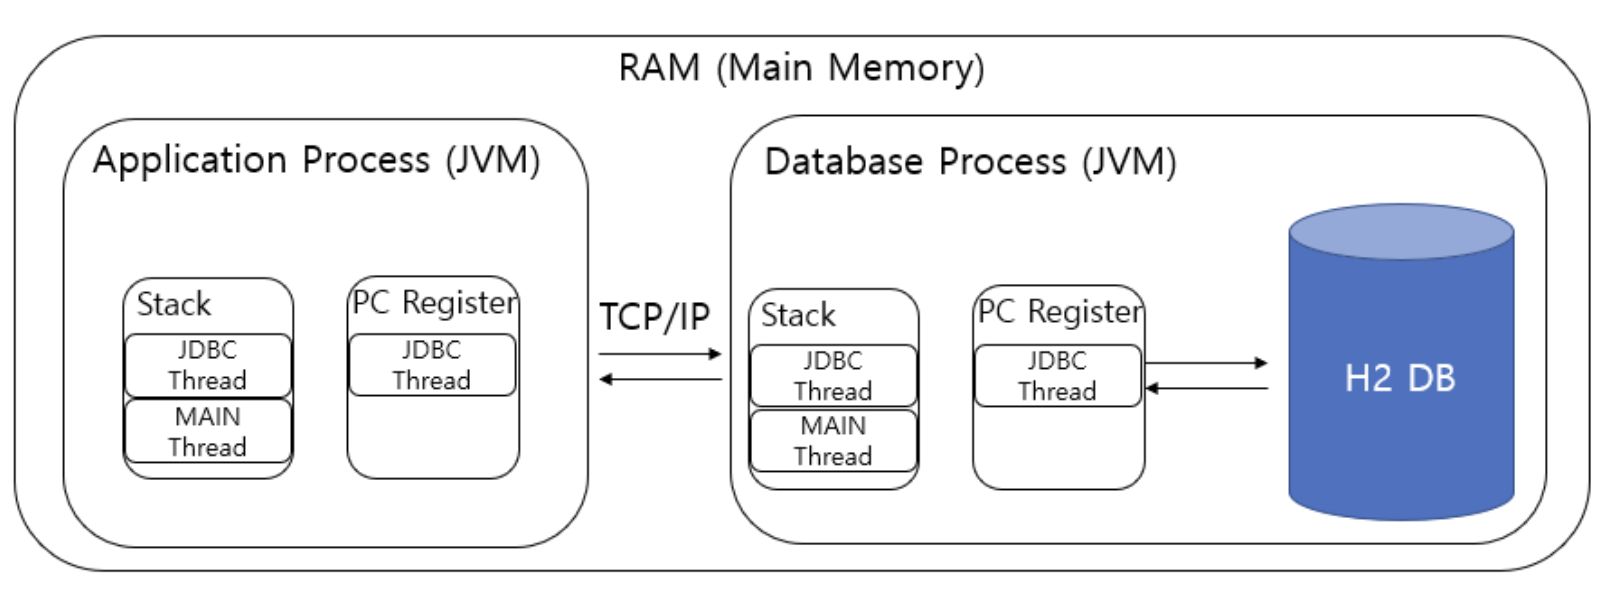 RAM (Main Memory)
Application Process (JVM)
Stack
JDBC
Thread
MAIN
Thread
PC Register
JDBC
Thread
TCP/IP
Database Process (JVM)
Stack
JDBC
Thread
MAIN
Thread
PC Register
JDBC
Thread
H2 DB